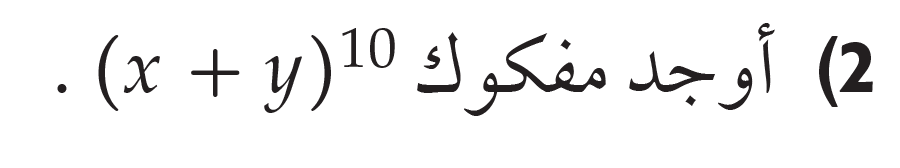 2) أوجد مفكوك (x + y)¹⁰ .